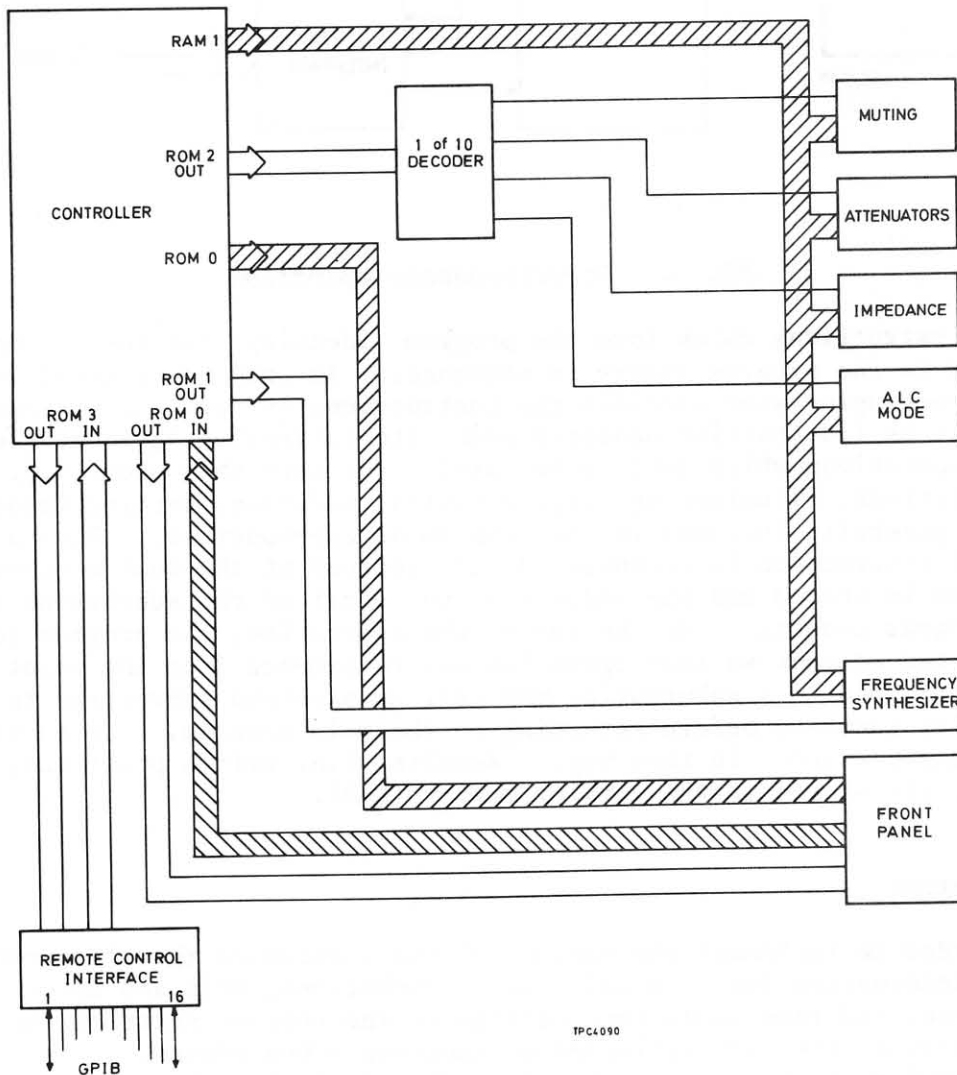 RAM 1
MUTING
1 of 10
DECODER
ROM 2
OUT
CONTROLLER
ATTENUATORS
ROM 0
IMPEDANCE
ROM 1
OUT
ALC
MODE
ROM 3
OUT IN
ROM 0
OUT IN
FREQUENCY
SYNTHESIZER
FRONT
PANEL
REMOTE CONTROL
INTERFACE
1 16
GPIB
TPC4090